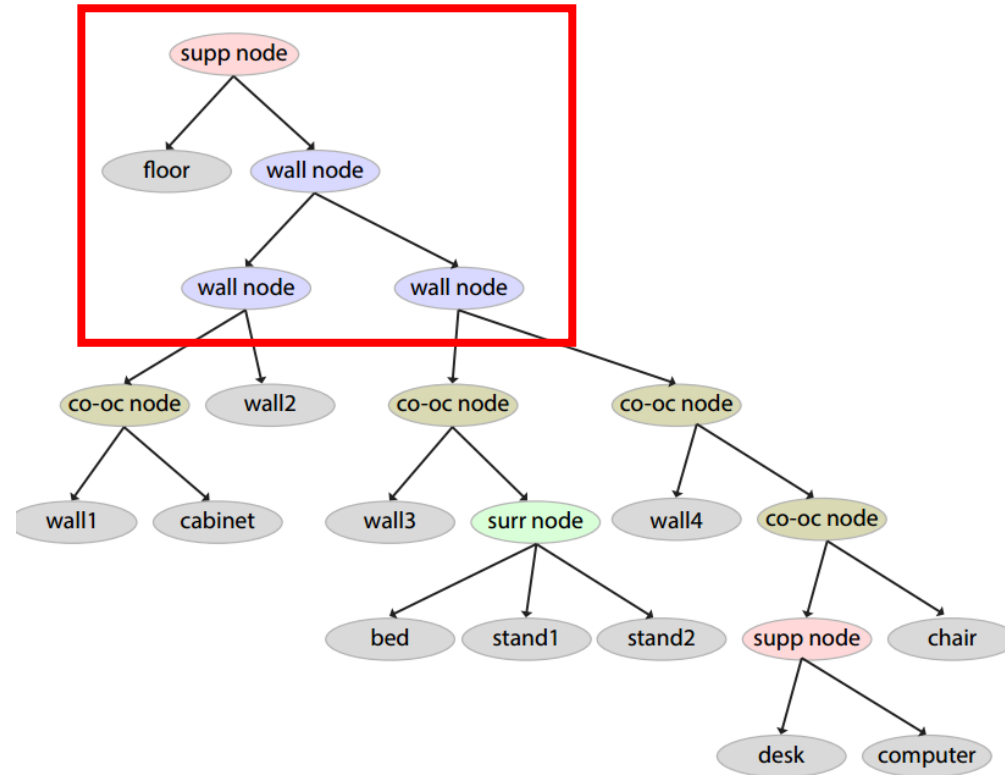 supp node
floor
wall node
wall node
wall node
co-oc node
wall2
co-oc node
co-oc node
wall1
cabinet
wall3
surr node
wall4
co-oc node
bed
stand1
stand2
supp node
chair
desk
computer